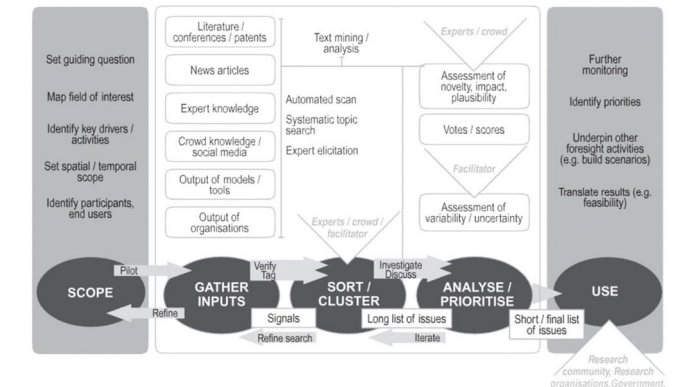 Set guiding question
Map field of interest
Identify key drivers /
activities
Set spatial / temporal
scope
Identify participants,
end users
Literature /
conferences / patents
News articles
Expert knowledge
Crowd knowledge /
social media
Output of models /
tools
Output of
organisations
Text mining /
analysis
Automated scan
Systematic topic
search
Expert elicitation
Experts / crowd /
facilitator
Experts / crowd
Assessment of
novelty, impact,
plausibility
Votes / scores
Facilitator
Assessment of
variability / uncertainty
Further
monitoring
Identify priorities
Underpin other
foresight activities
(e.g. build scenarios)
Translate results (e.g.
feasibility)
SCOPE
Pilot
Refine
GATHER
INPUTS
Verify
Tag
Signals
Refine search
SORT /
CLUSTER
Investigate
Discuss
Long list of issues
Iterate
ANALYSE /
PRIORITISE
Short / final list
of issues
USE
Research
community, Research
organisations,Government,